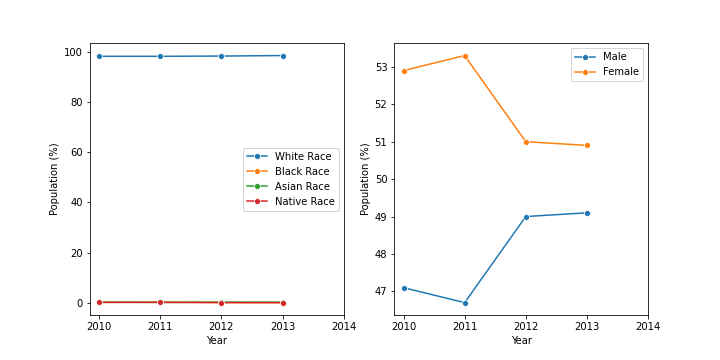 100
80
60
40
20
0
Population (%)
2010 2011 2012 2013 2014
Year
White Race
Black Race
Asian Race
Native Race
53
52
51
50
49
48
47
Population (%)
2010 2011 2012 2013 2014
Year
Male
Female